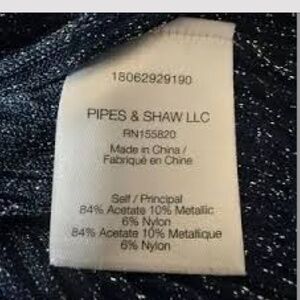 18062929190
PIPES & SHAW LLC
RN155820
Made in China /
Fabriqué en Chine
Self / Principal
84% Acetate 10% Metallic
6% Nylon
84% Acetate 10% Metallique
6% Nylon